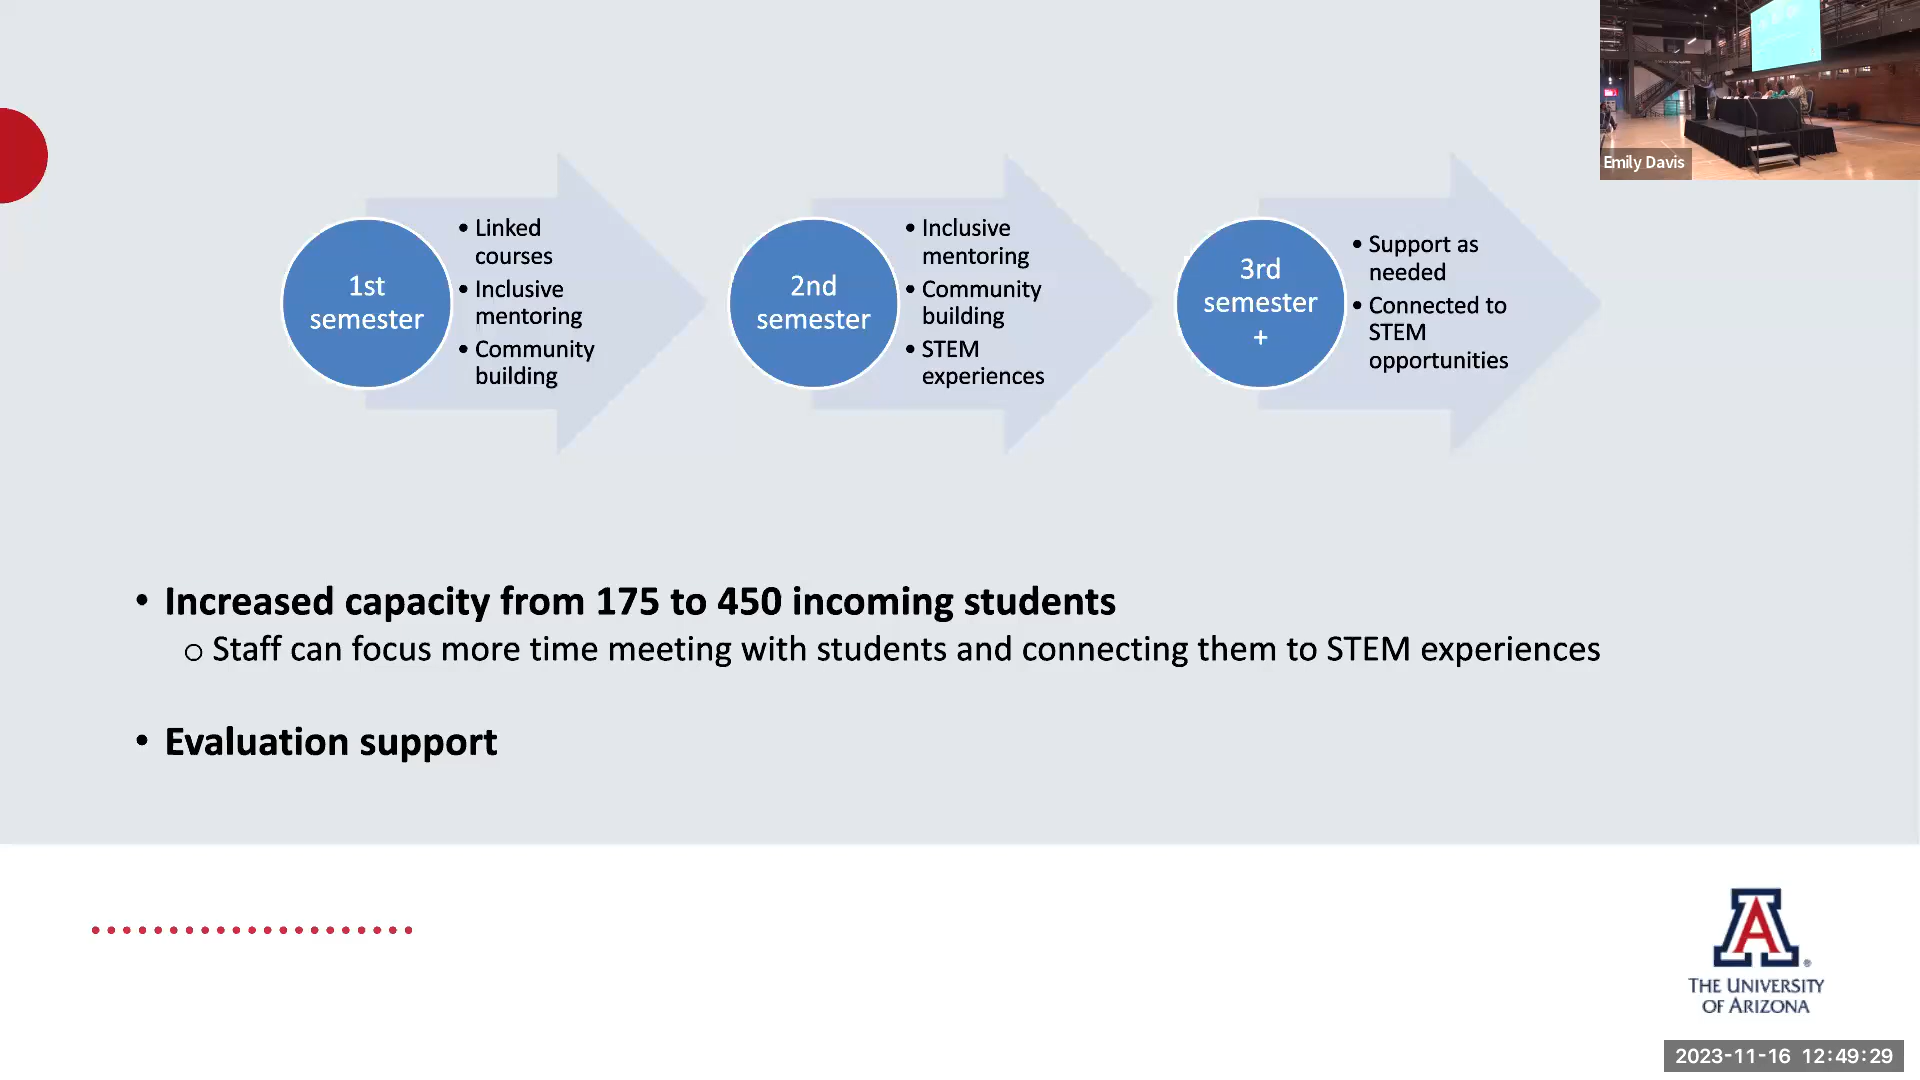 Emily Davis
1st
semester
• Linked
courses
• Inclusive
mentoring
• Community
building
2nd
semester
• Inclusive
mentoring
• Community
building
• STEM
experiences
3rd
semester
+
• Support as
needed
• Connected to
STEM
opportunities
• Increased capacity from 175 to 450 incoming students
o Staff can focus more time meeting with students and connecting them to STEM experiences
• Evaluation support
A
THE UNIVERSITY
OF ARIZONA
2023-11-16 12:49:29